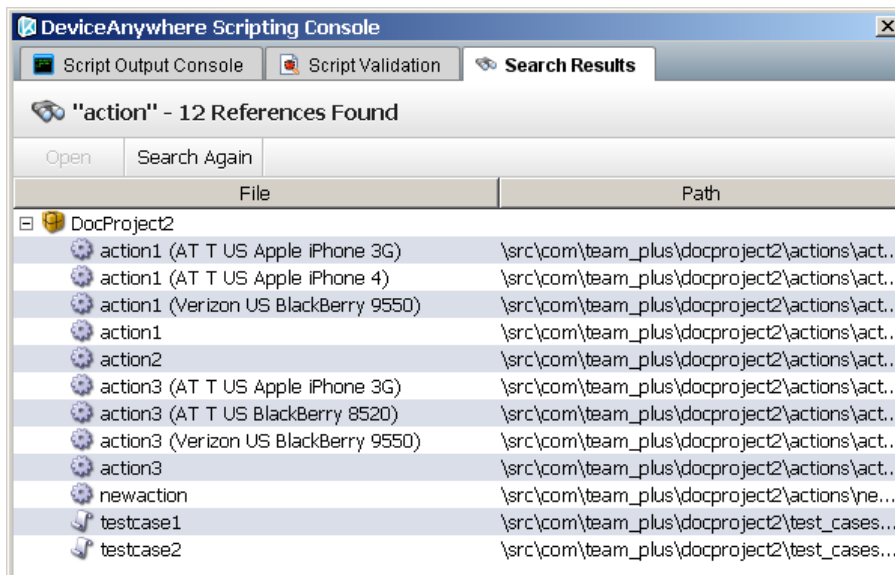 DeviceAnywhere Scripting Console
Script Output Console Script Validation Search Results
"action" - 12 References Found
Open Search Again
File Path
DocProject2
action1 (AT T US Apple iPhone 3G) \src\com\team_plus\docproject2\actions\act...
action1 (AT T US Apple iPhone 4) \src\com\team_plus\docproject2\actions\act...
action1 (Verizon US BlackBerry 9550) \src\com\team_plus\docproject2\actions\act...
action1 \src\com\team_plus\docproject2\actions\act...
action2 \src\com\team_plus\docproject2\actions\act...
action3 (AT T US Apple iPhone 3G) \src\com\team_plus\docproject2\actions\act...
action3 (AT T US BlackBerry 8520) \src\com\team_plus\docproject2\actions\act...
action3 (Verizon US BlackBerry 9550) \src\com\team_plus\docproject2\actions\act...
action3 \src\com\team_plus\docproject2\actions\act...
newaction \src\com\team_plus\docproject2\actions\ne...
testcase1 \src\com\team_plus\docproject2\test_cases...
testcase2 \src\com\team_plus\docproject2\test_cases...